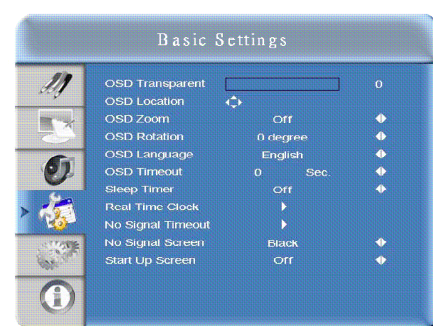 Basic Settings
OSD Transparent 0
OSD Location
OSD Zoom Off
OSD Rotation 0 degree
OSD Language English
OSD Timeout 0 Sec.
Sleep Timer Off
Real Time Clock
No Signal Timeout
No Signal Screen Black
Start Up Screen Off